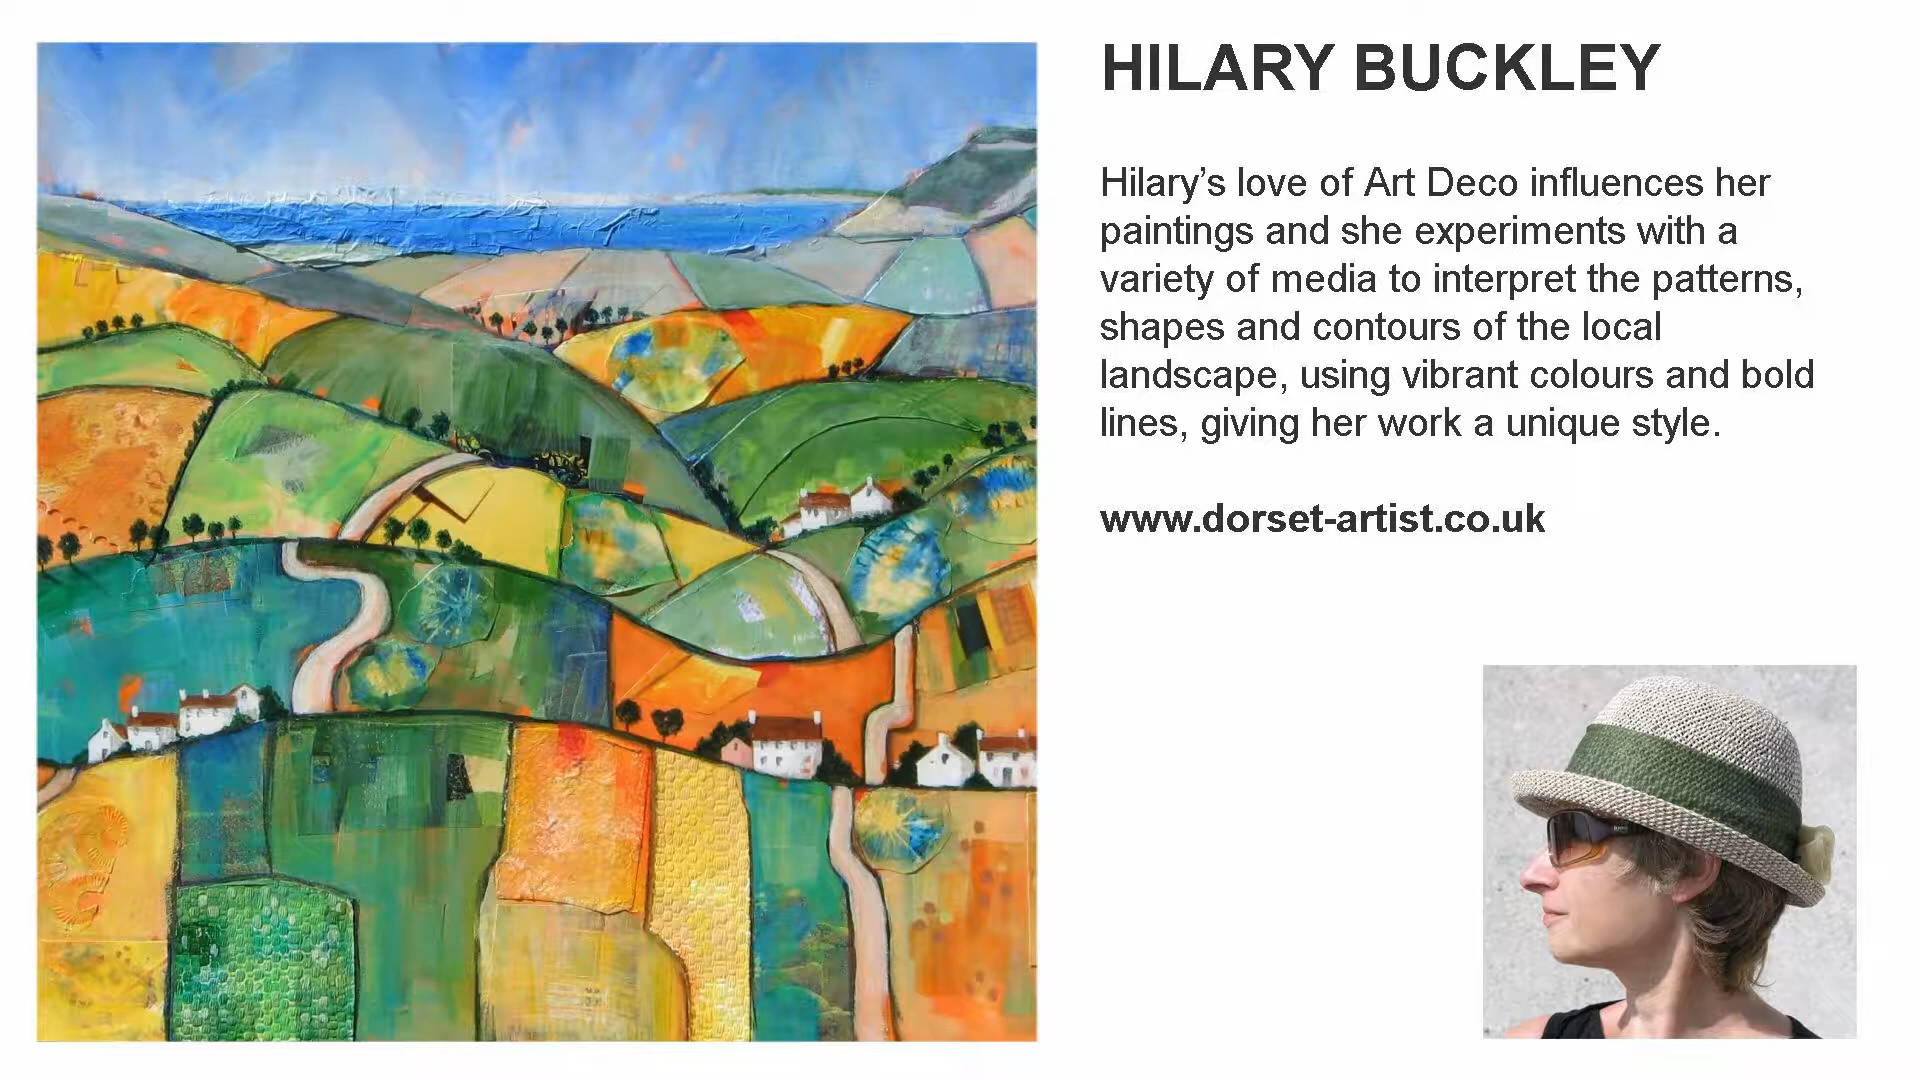 HILARY BUCKLEY
Hilary’s love of Art Deco influences her
paintings and she experiments with a
variety of media to interpret the patterns,
shapes and contours of the local
landscape, using vibrant colours and bold
lines, giving her work a unique style.
www.dorset-artist.co.uk